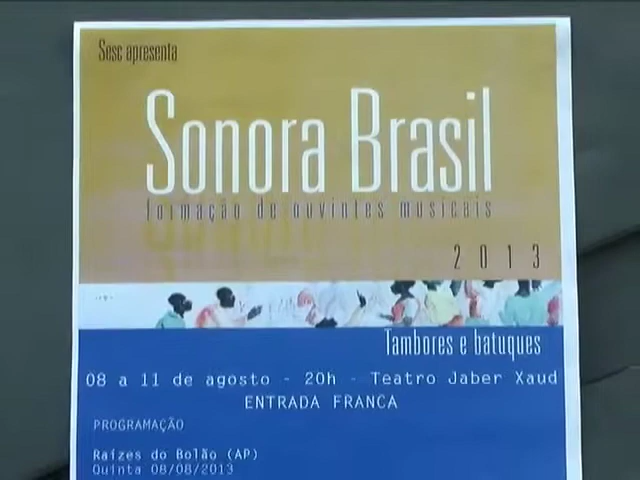 Sesc apresenta
Sonora Brasil
formação de ouvintes musicais
2013
Tambores e batuques
08 a 11 de agosto - 20h - Teatro Jaber Xaud
ENTRADA FRANCA
PROGRAMAÇÃO
Raízes do Bolão (AP)
Quinta 08/08/2013